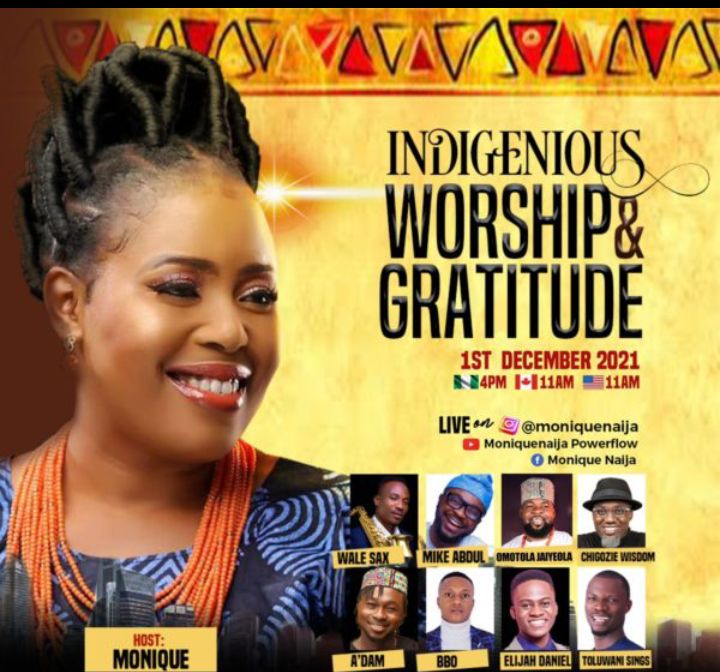 INDIGENIOUS
WORSHIP&
GRATITUDE
1ST DECEMBER 2021
4PM 11AM 11AM
LIVE on @moniquenaija
Moniquenaija Powerflow
Monique Naija
WALE SAX MIKE ABDUL OMOTOLA JAIYEOLA CHIGOZIE WISDOM
A'DAM BBO ELIJAH DANIEL TOLUWANI SINGS
HOST:
MONIQUE